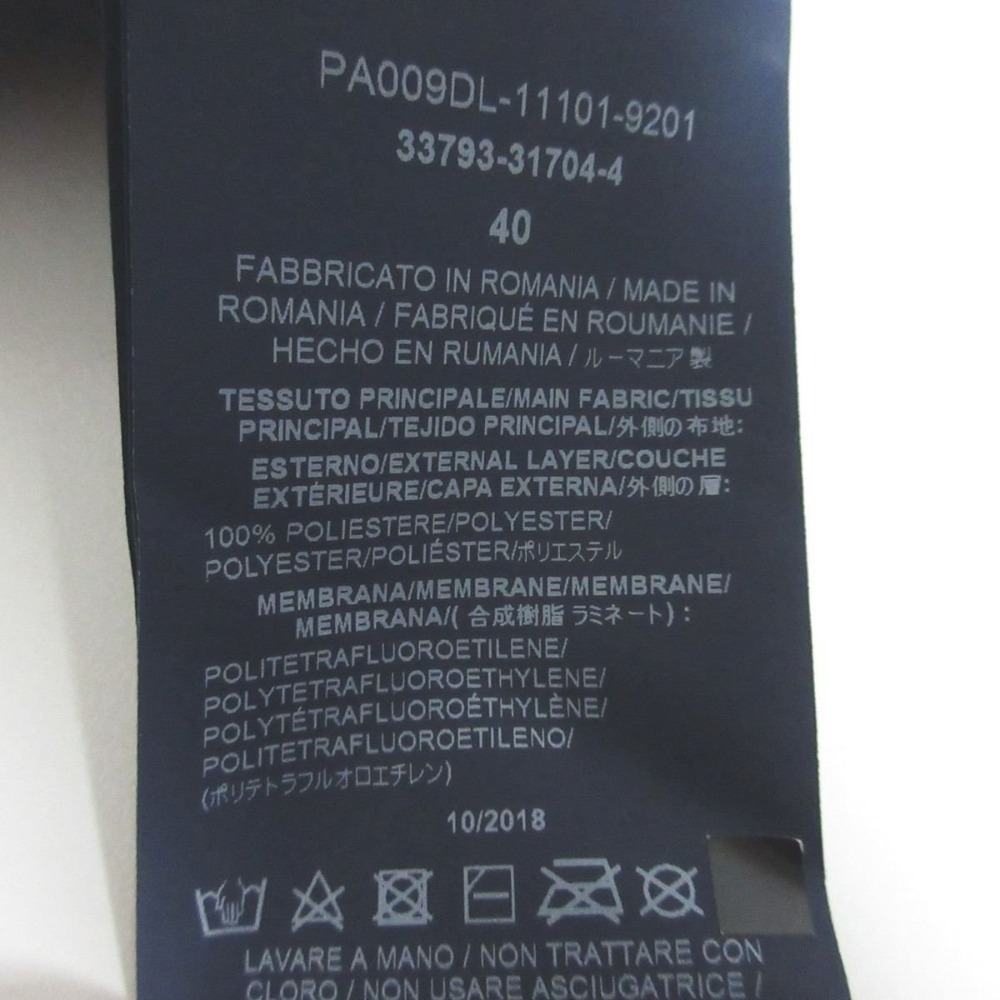 PA009DL-11101-9201
33793-31704-4
40
FABBRICATO IN ROMANIA / MADE IN
ROMANIA / FABRIQUÉ EN ROUMANIE /
HECHO EN RUMANIA / ルーマニア製
TESSUTO PRINCIPALE/MAIN FABRIC/TISSU
PRINCIPAL/TEJIDO PRINCIPAL/外側の布地:
ESTERNO/EXTERNAL LAYER/COUCHE
EXTÉRIEURE/CAPA EXTERNA/外側の層:
100% POLIESTERE/POLYESTER/
POLYESTER/POLIÉSTER/ポリエステル
MEMBRANA/MEMBRANE/MEMBRANE/
MEMBRANA/(合成樹脂 ラミネート):
POLITETRAFLUOROETILENE/
POLYTETRAFLUOROETHYLENE/
POLYTÉTRAFLUOROÉTHYLÈNE/
POLITETRAFLUOROETILENO/
(ポリテトラフルオロエチレン)
10/2018
LAVARE A MANO / NON TRATTARE CON
CLORO / NON USARE ASCIUGATRICE /